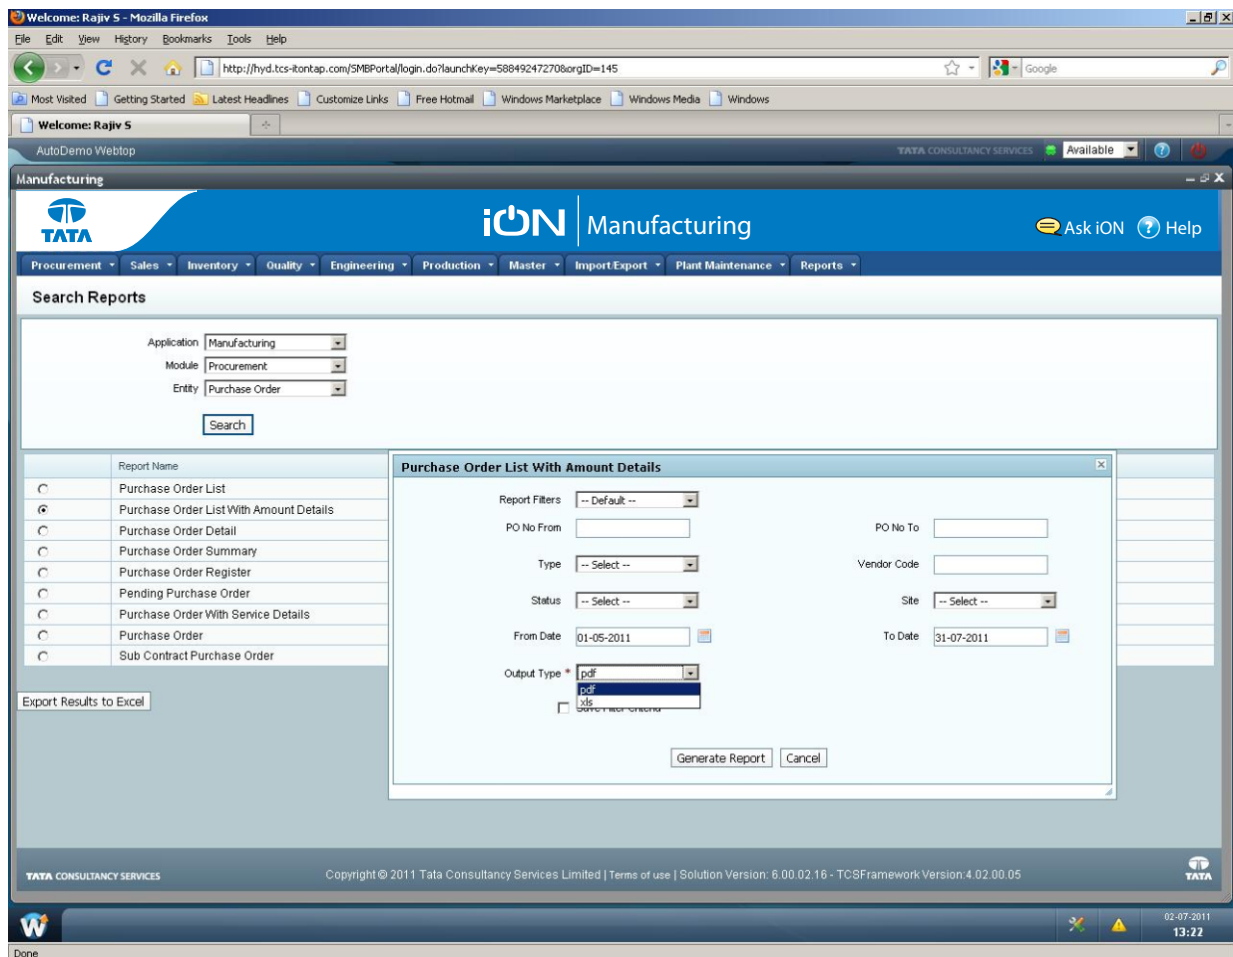 Welcome: Rajiv S - Mozilla Firefox
File Edit View History Bookmarks Tools Help
http://hyd.tcs-itontap.com/SMBPortal/login.do?launchKey=58849247270&orgID=145
Google
Most Visited Getting Started Latest Headlines Customize Links Free Hotmail Windows Marketplace Windows Media Windows
Welcome: Rajiv S
AutoDemo Webtop
TATA CONSULTANCY SERVICES Available
Manufacturing
TATA
iON Manufacturing
Ask iON ? Help
Procurement Sales Inventory Quality Engineering Production Master Import/Export Plant Maintenance Reports
Search Reports
Application Manufacturing
Module Procurement
Entity Purchase Order
Search
Report Name
Purchase Order List
Purchase Order List With Amount Details
Purchase Order Detail
Purchase Order Summary
Purchase Order Register
Pending Purchase Order
Purchase Order With Service Details
Purchase Order
Sub Contract Purchase Order
Export Results to Excel
Purchase Order List With Amount Details
Report Filters -- Default --
PO No From PO No To
Type -- Select -- Vendor Code
Status -- Select -- Site -- Select --
From Date 01-05-2011 To Date 31-07-2011
Output Type * pdf
pdf
xls
Save Filter Criteria
Generate Report Cancel
TATA CONSULTANCY SERVICES
Copyright © 2011 Tata Consultancy Services Limited | Terms of use | Solution Version: 6.00.02.16 - TCSFramework Version:4.02.00.05
TATA
W
02-07-2011
13:22
Done